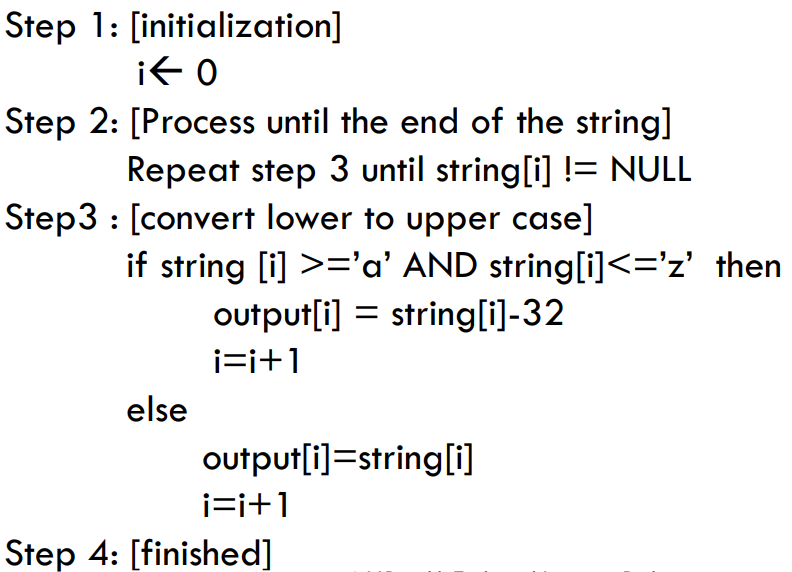 Step 1: [initialization]
i← 0
Step 2: [Process until the end of the string]
Repeat step 3 until string[i] != NULL
Step3 : [convert lower to upper case]
if string [i] >=’a’ AND string[i]<=’z’ then
output[i] = string[i]-32
i=i+1
else
output[i]=string[i]
i=i+1
Step 4: [finished]